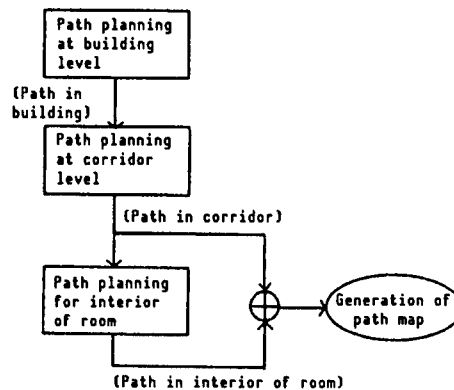 Path planning
at building
level
(Path in
building)
Path planning
at corridor
level
(Path in corridor)
Path planning
for interior
of room
Generation of
path map
(Path in interior of room)